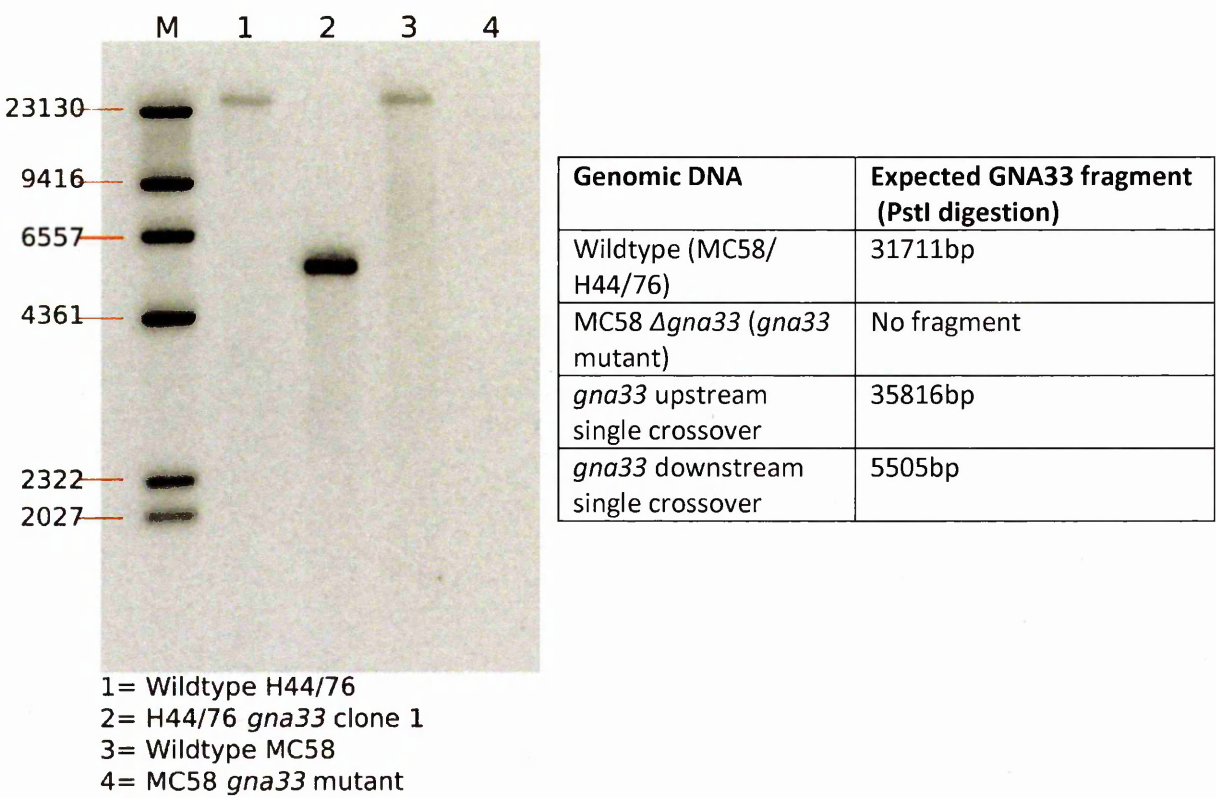 M 1 2 3 4
23130
9416
6557
4361
2322
2027
1= Wildtype H44/76
2= H44/76 gna33 clone 1
3= Wildtype MC58
4= MC58 gna33 mutant
Genomic DNA Expected GNA33 fragment
(PstI digestion)
Wildtype (MC58/ 31711bp
H44/76)
MC58 Δgna33 (gna33 No fragment
mutant)
gna33 upstream 35816bp
single crossover
gna33 downstream 5505bp
single crossover